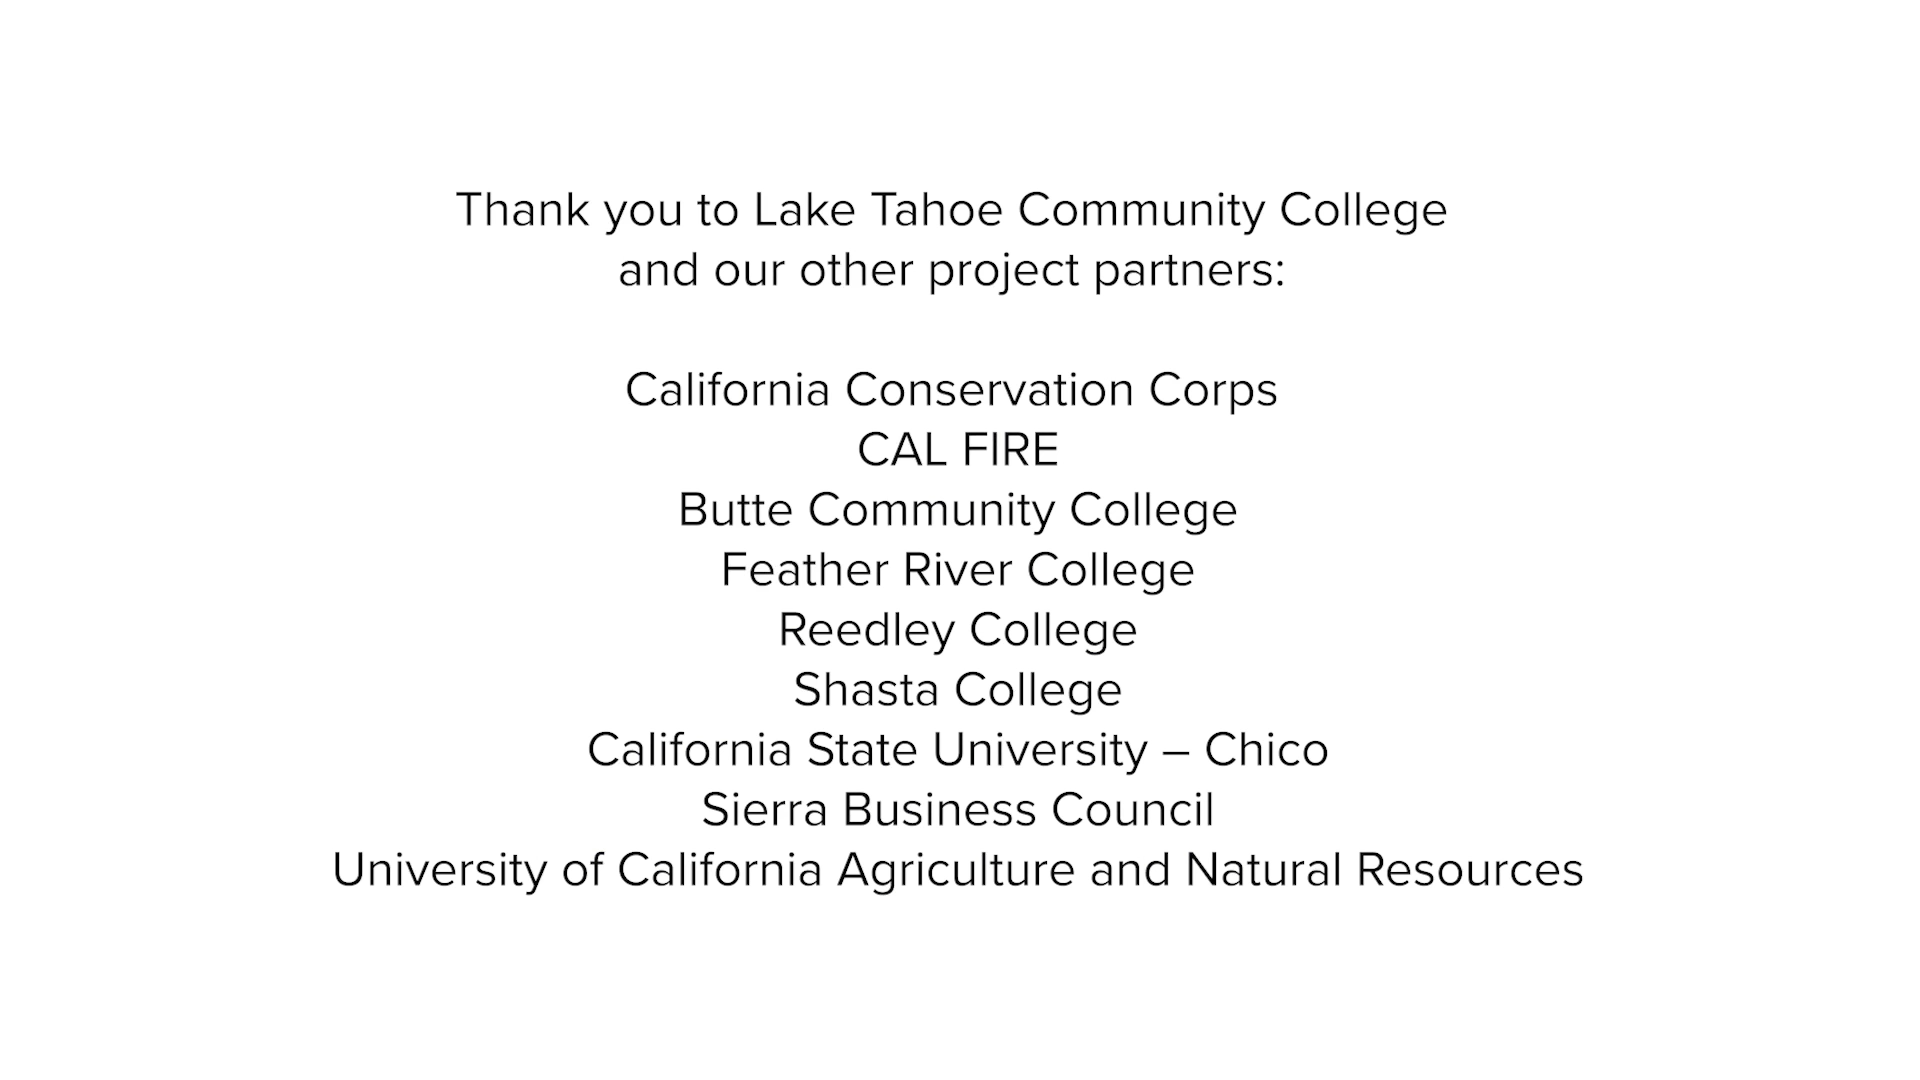 Thank you to Lake Tahoe Community College
and our other project partners:
California Conservation Corps
CAL FIRE
Butte Community College
Feather River College
Reedley College
Shasta College
California State University – Chico
Sierra Business Council
University of California Agriculture and Natural Resources